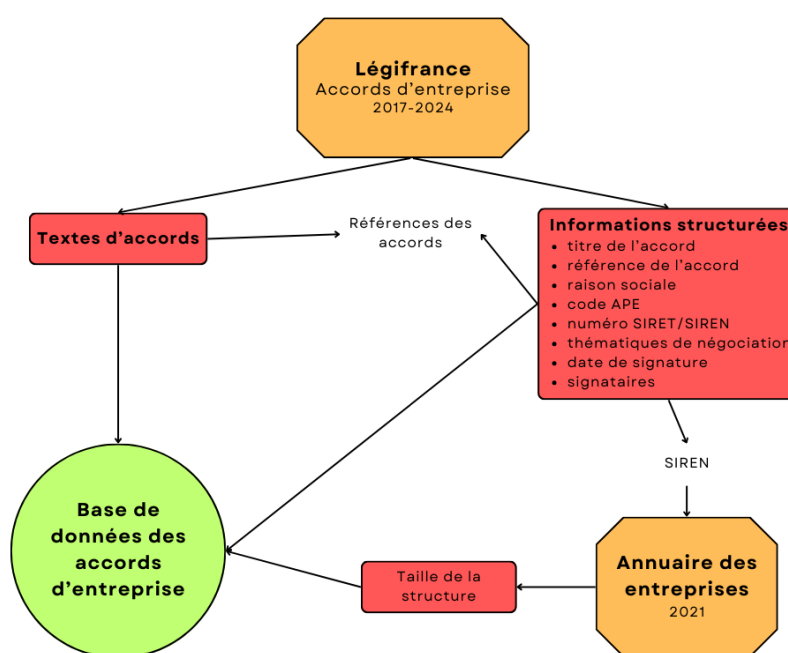 Légifrance
Accords d'entreprise
2017-2024
Textes d'accords
Références des
accords
Informations structurées
• titre de l'accord
• référence de l'accord
• raison sociale
• code APE
• numéro SIRET/SIREN
• thématiques de négociation
• date de signature
• signataires
SIREN
Base de
données des
accords
d'entreprise
Taille de la
structure
Annuaire des
entreprises
2021